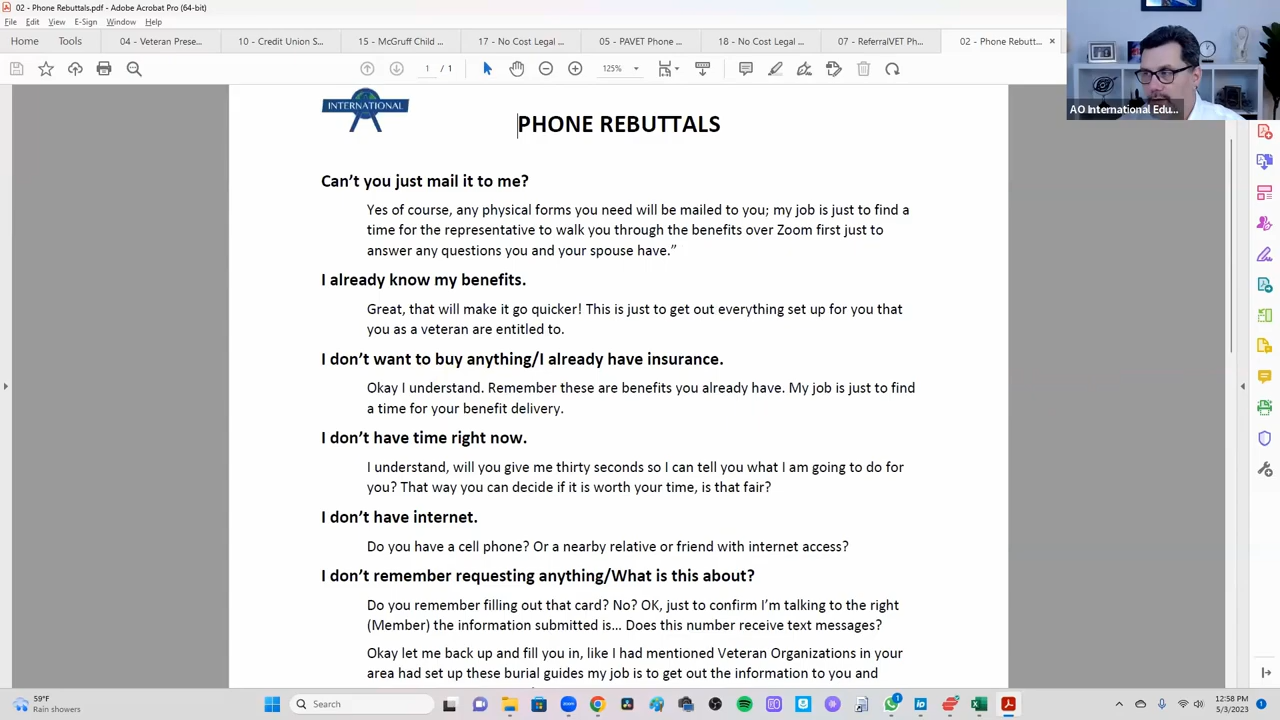 02 - Phone Rebuttals.pdf - Adobe Acrobat Pro (64-bit)
File Edit View E-Sign Window Help
Home Tools 04 - Veteran Prese... 10 - Credit Union S... 15 - McGruff Child ... - No Cost Legal ... 05 - PAVET Phone ... 18 - No Cost Legal ... 07 - ReferralVET Ph... 02 - Phone Rebutt... ×
1 / 1 125%
AO International Edu...
INTERNATIONAL
PHONE REBUTTALS
Can't you just mail it to me?
Yes of course, any physical forms you need will be mailed to you; my job is just to find a
time for the representative to walk you through the benefits over Zoom first just to
answer any questions you and your spouse have.”
I already know my benefits.
Great, that will make it go quicker! This is just to get out everything set up for you that
you as a veteran are entitled to.
I don't want to buy anything/I already have insurance.
Okay I understand. Remember these are benefits you already have. My job is just to find
a time for your benefit delivery.
I don't have time right now.
I understand, will you give me thirty seconds so I can tell you what I am going to do for
you? That way you can decide if it is worth your time, is that fair?
I don't have internet.
Do you have a cell phone? Or a nearby relative or friend with internet access?
I don't remember requesting anything/What is this about?
Do you remember filling out that card? No? OK, just to confirm I'm talking to the right
(Member) the information submitted is... Does this number receive text messages?
Okay let me back up and fill you in, like I had mentioned Veteran Organizations in your
area had set up these burial guides my job is to get out the information to you and
59°F
Rain showers
Search
12:58 PM
5/3/2023